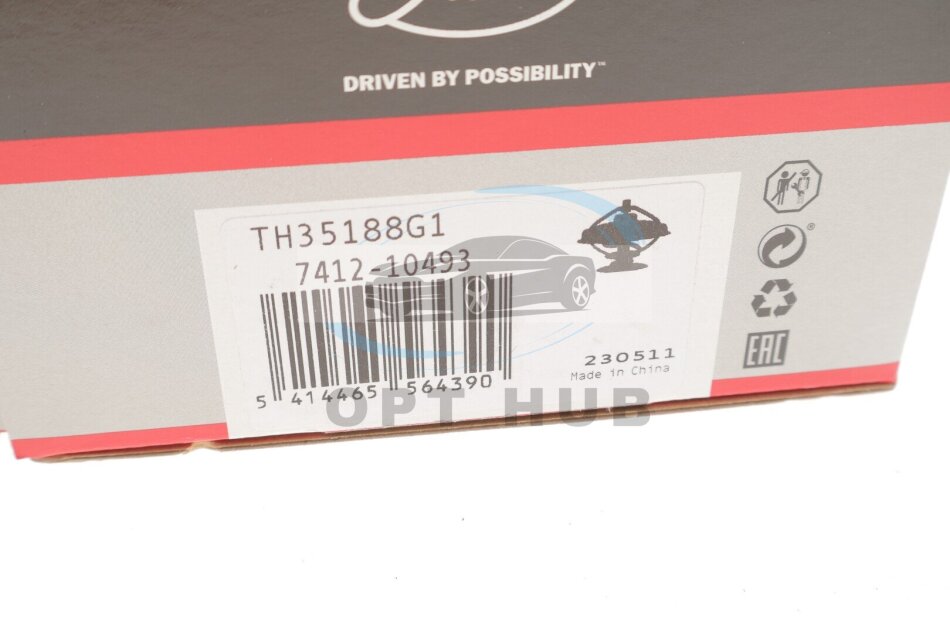 DRIVEN BY POSSIBILITY™
TH35188G1
7412-10493
5 414465 564390
230511
Made in China
OPT HUB
EAC
®